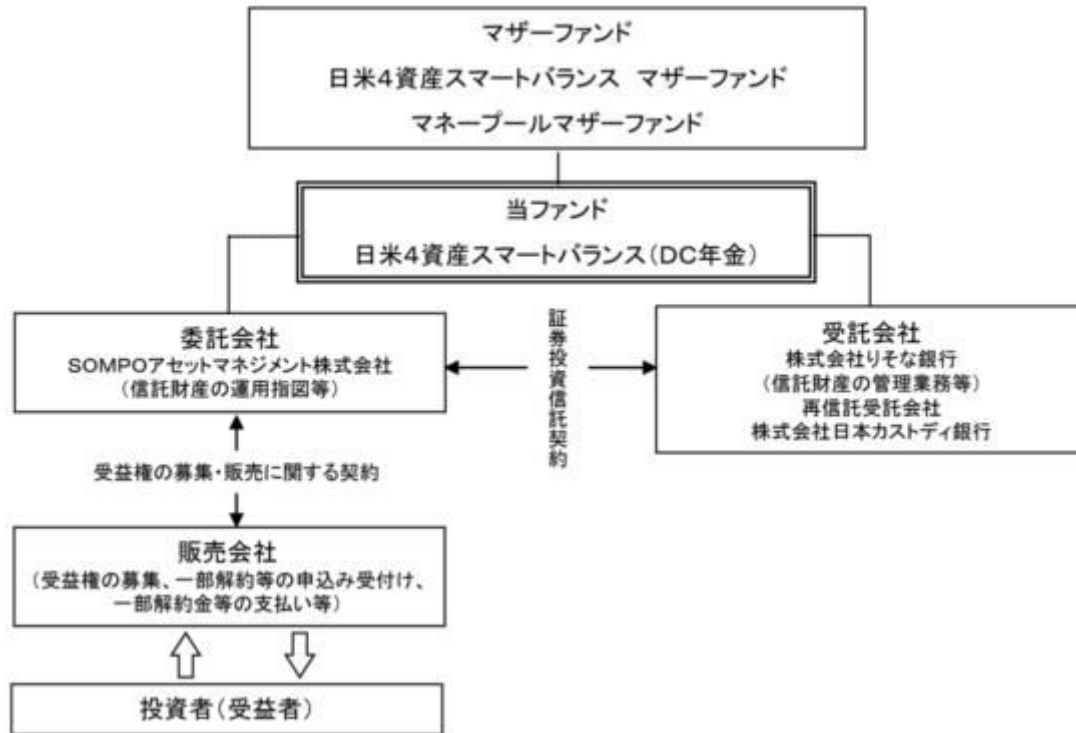 マザーファンド
日米4資産スマートバランス マザーファンド
マネープールマザーファンド
当ファンド
日米4資産スマートバランス(DC年金)
委託会社
SOMPOアセットマネジメント株式会社
(信託財産の運用指図等)
証券投資信託契約
受託会社
株式会社りそな銀行
(信託財産の管理業務等)
再信託受託会社
株式会社日本カストディ銀行
受益権の募集・販売に関する契約
販売会社
(受益権の募集、一部解約等の申込み受付け、
一部解約金等の支払い等)
投資者(受益者)